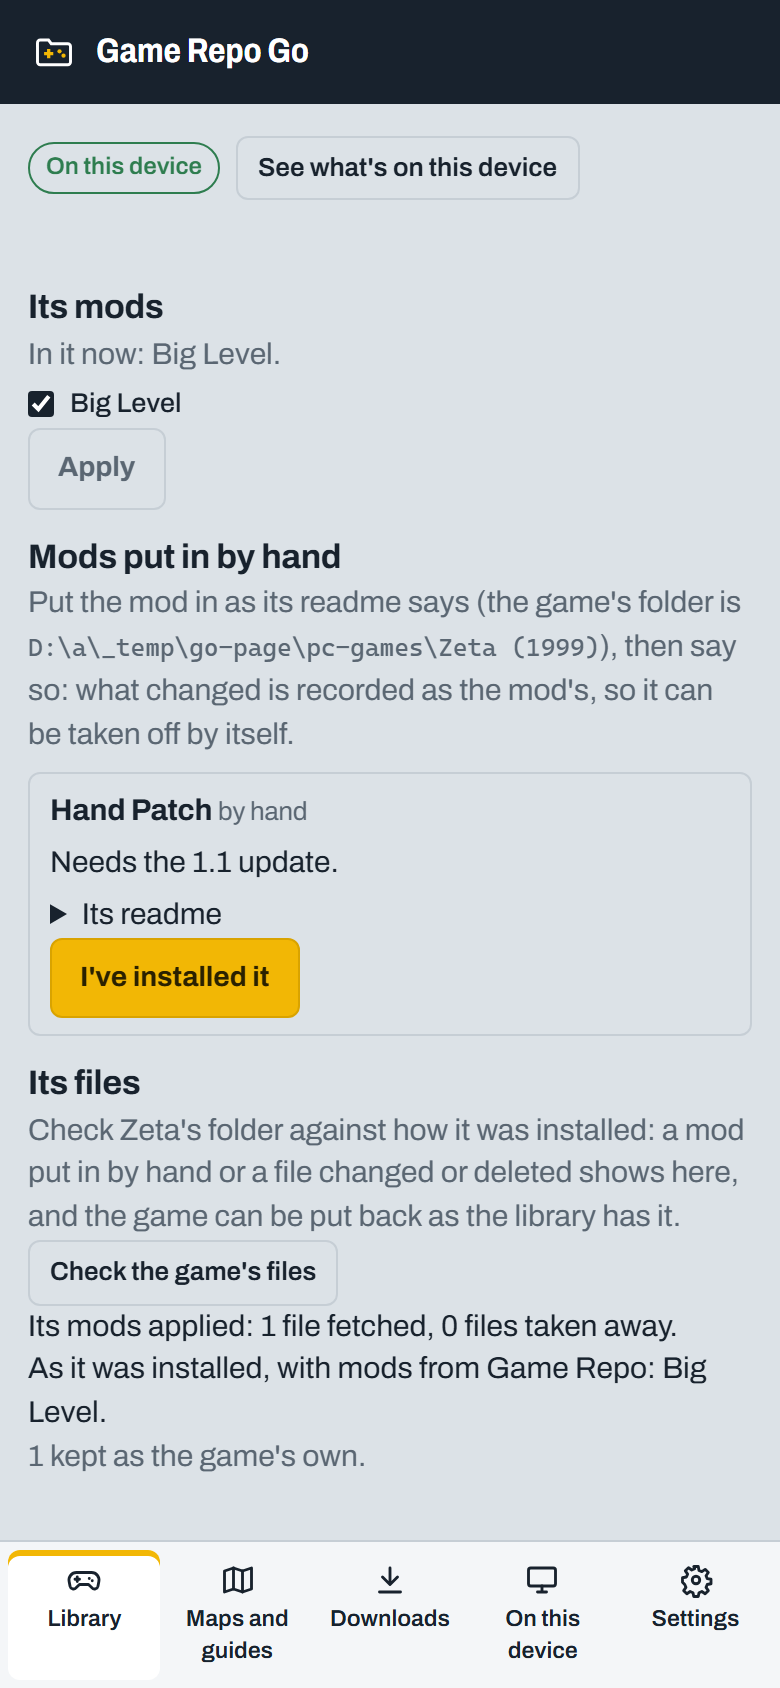 Game Repo Go
On this device
See what's on this device
Its mods
In it now: Big Level.
Big Level
Apply
Mods put in by hand
Put the mod in as its readme says (the game's folder is
D:\a\_temp\go-page\pc-games\Zeta (1999)), then say
so: what changed is recorded as the mod's, so it can
be taken off by itself.
Hand Patch by hand
Needs the 1.1 update.
Its readme
I've installed it
Its files
Check Zeta's folder against how it was installed: a mod
put in by hand or a file changed or deleted shows here,
and the game can be put back as the library has it.
Check the game's files
Its mods applied: 1 file fetched, 0 files taken away.
As it was installed, with mods from Game Repo: Big
Level.
1 kept as the game's own.
Library
Maps and
guides
Downloads
On this
device
Settings